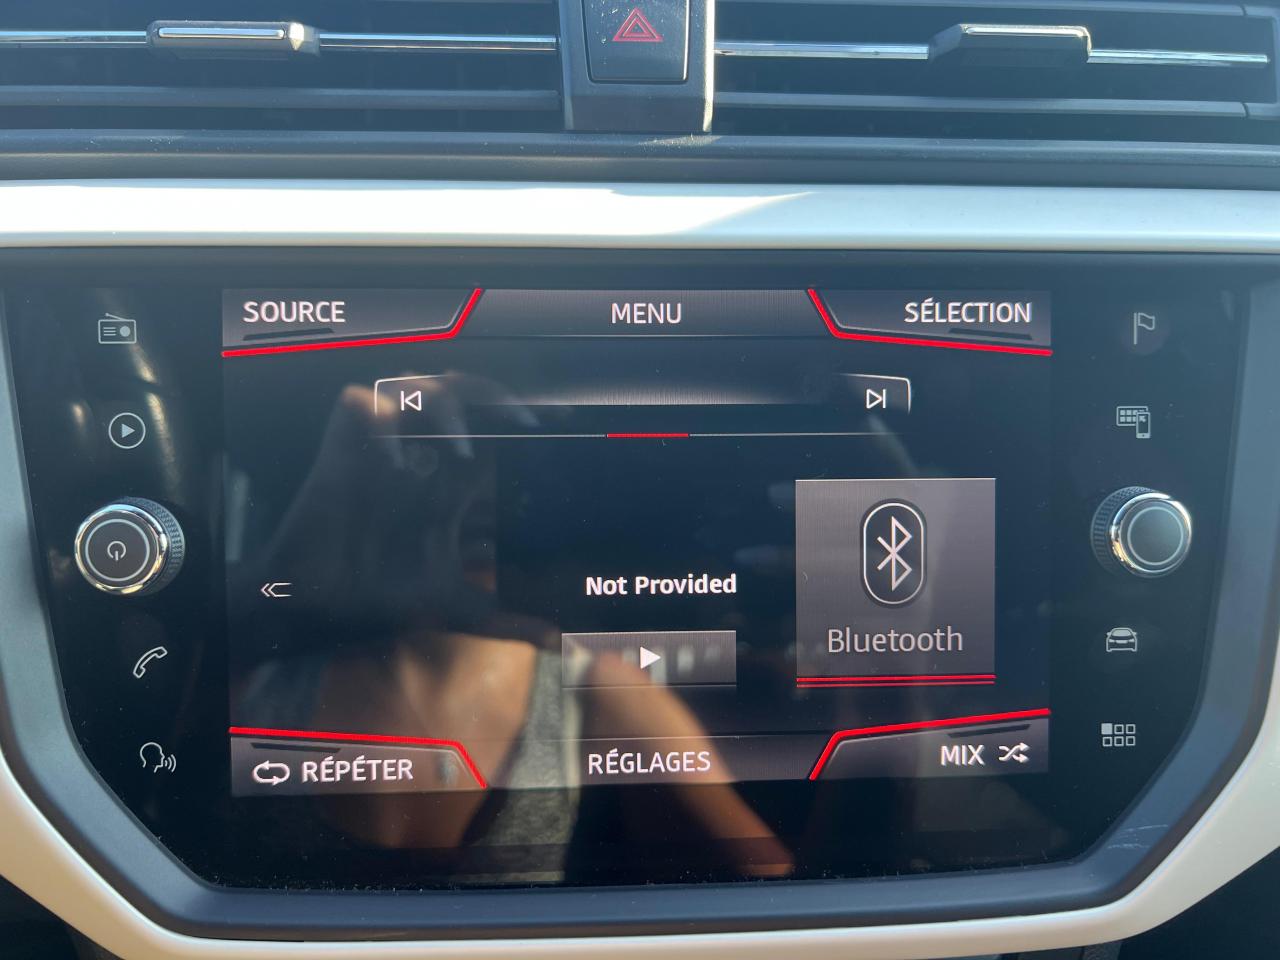 SOURCE
MENU
SÉLECTION
Not Provided
Bluetooth
RÉPÉTER
RÉGLAGES
MIX